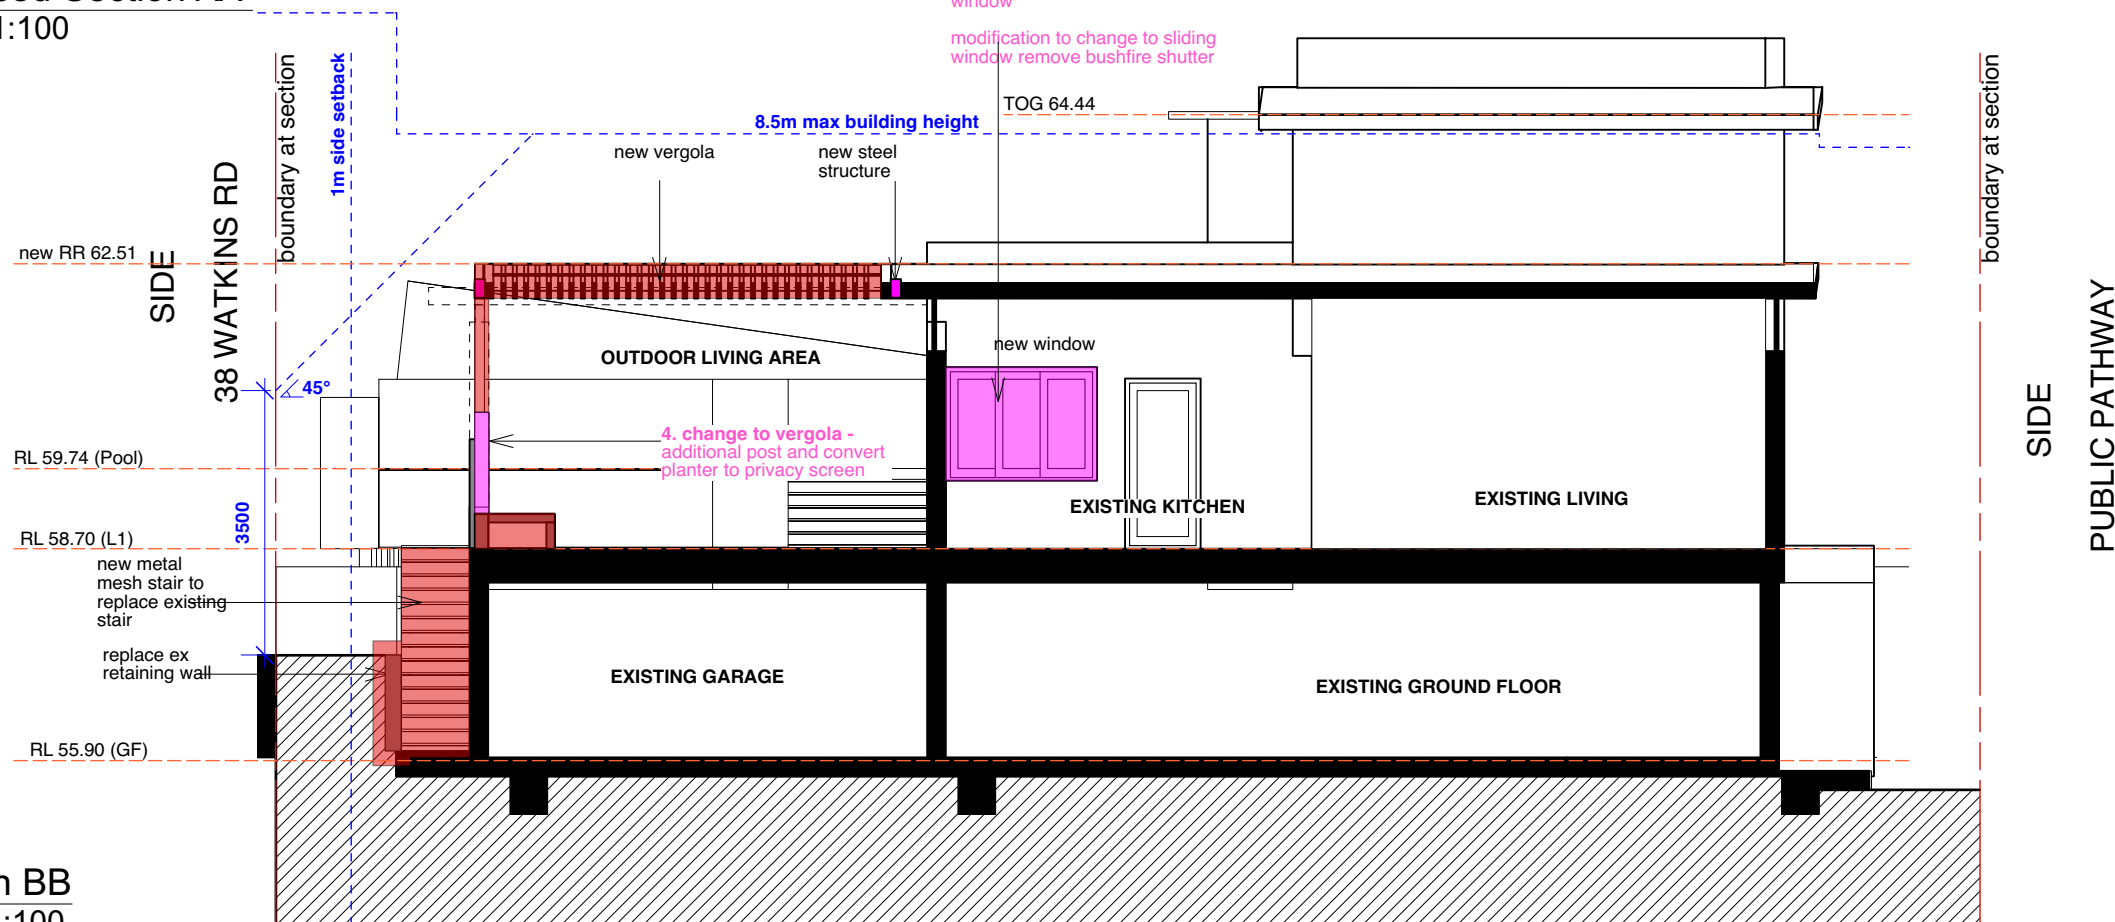 1:100
window
modification to change to sliding
window remove bushfire shutter
TOG 64.44
8.5m max building height
new vergola
new steel
structure
boundary at section
1m side setback
38 WATKINS RD
SIDE
new RR 62.51
boundary at section
SIDE
PUBLIC PATHWAY
OUTDOOR LIVING AREA
new window
45°
4. change to vergola -
additional post and convert
planter to privacy screen
RL 59.74 (Pool)
EXISTING KITCHEN
EXISTING LIVING
3500
RL 58.70 (L1)
new metal
mesh stair to
replace existing
stair
replace ex
retaining wall
EXISTING GARAGE
EXISTING GROUND FLOOR
RL 55.90 (GF)
BB
:100